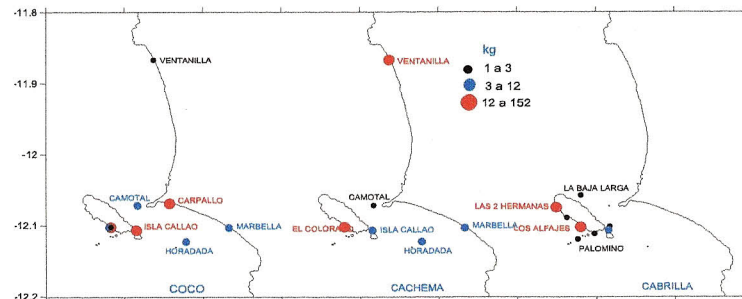 -11.8
kg
VENTANILLA
VENTANILLA
1 a 3
-11.9
3 a 12
12 a 152
-12
LA BAJA LARGA
CAMOTAL
CARPALLO
CAMOTAL
LAS 2 HERMANAS
-12.1
ISLA CALLAO
MARBELLA
EL COLORADO
ISLA CALLAO
MARBELLA
LOS ALFAJES
HORADADA
HORADADA
PALOMINO
-12.2
COCO
CACHEMA
CABRILLA